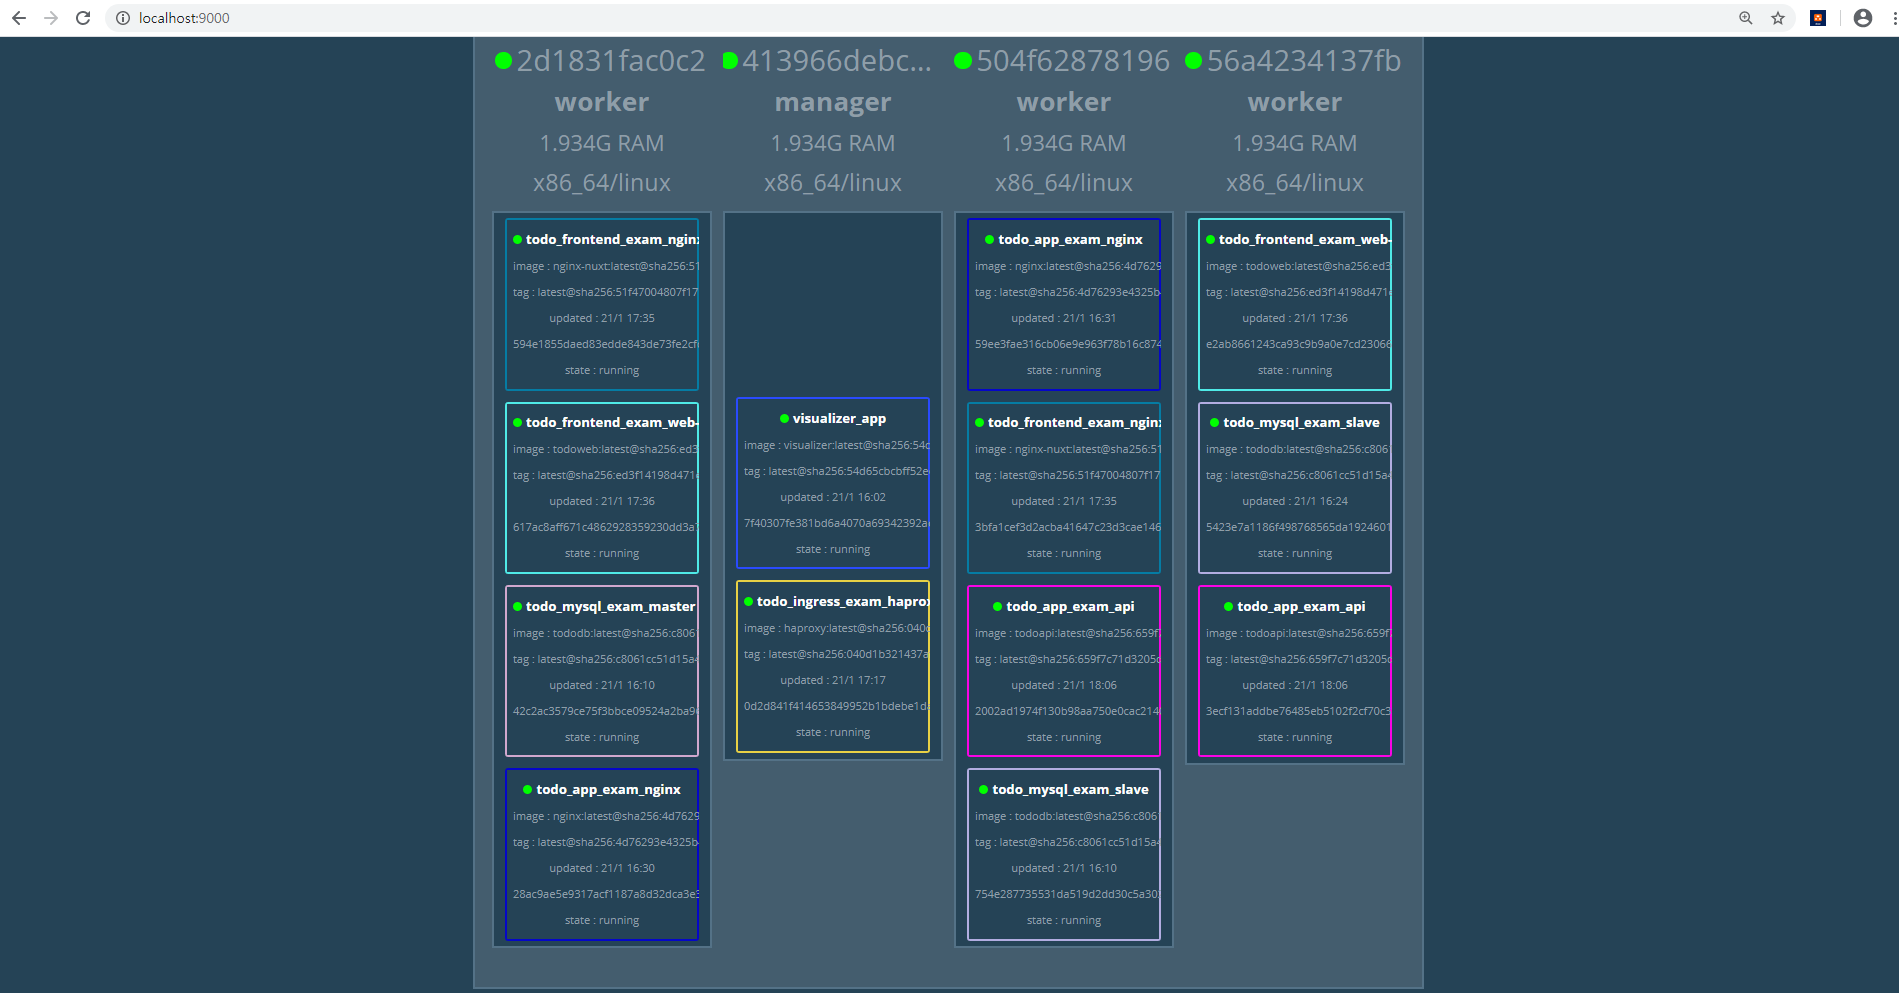 localhost:9000
2d1831fac0c2
worker
1.934G RAM
x86_64/linux
todo_frontend_exam_nginx
image : nginx-nuxt:latest@sha256:51
tag : latest@sha256:51f47004807f17
updated : 21/1 17:35
594e1855daed83edde843de73fe2cf
state : running
todo_frontend_exam_web-
image : todoweb:latest@sha256:ed3
tag : latest@sha256:ed3f14198d471
updated : 21/1 17:36
617ac8aff671c4862928359230dd3a7
state : running
todo_mysql_exam_master
image : tododb:latest@sha256:c806
tag : latest@sha256:c8061cc51d15a4
updated : 21/1 16:10
42c2ac3579ce75f3bbce09524a2ba9
state : running
todo_app_exam_nginx
image : nginx:latest@sha256:4d7629
tag : latest@sha256:4d76293e4325b
updated : 21/1 16:30
28ac9ae5e9317acf1187a8d32dca3e3
state : running
413966debc...
manager
1.934G RAM
x86_64/linux
visualizer_app
image : visualizer:latest@sha256:54
tag : latest@sha256:54d65cbcbff52e
updated : 21/1 16:02
7f40307fe381bd6a4070a69342392a
state : running
todo_ingress_exam_haprox
image : haproxy:latest@sha256:040
tag : latest@sha256:040d1b321437a
updated : 21/1 17:17
0d2d841f414653849952b1bdebe1d
state : running
504f62878196
worker
1.934G RAM
x86_64/linux
todo_app_exam_nginx
image : nginx:latest@sha256:4d7629
tag : latest@sha256:4d76293e4325b
updated : 21/1 16:31
59ee3fae316cb06e9e963f78b16c874
state : running
todo_frontend_exam_nginx
image : nginx-nuxt:latest@sha256:51
tag : latest@sha256:51f47004807f17
updated : 21/1 17:35
3bfa1cef3d2acba41647c23d3cae146
state : running
todo_app_exam_api
image : todoapi:latest@sha256:659f
tag : latest@sha256:659f7c71d3205
updated : 21/1 18:06
2002ad1974f130b98aa750e0cac214
state : running
todo_mysql_exam_slave
image : tododb:latest@sha256:c806
tag : latest@sha256:c8061cc51d15a4
updated : 21/1 16:10
754e287735531da519d2dd30c5a30
state : running
56a4234137fb
worker
1.934G RAM
x86_64/linux
todo_frontend_exam_web-
image : todoweb:latest@sha256:ed3
tag : latest@sha256:ed3f14198d471
updated : 21/1 17:36
e2ab8661243ca93c9b9a0e7cd23066
state : running
todo_mysql_exam_slave
image : tododb:latest@sha256:c806
tag : latest@sha256:c8061cc51d15a4
updated : 21/1 16:24
5423e7a1186f498768565da1924601
state : running
todo_app_exam_api
image : todoapi:latest@sha256:659f
tag : latest@sha256:659f7c71d3205
updated : 21/1 18:06
3ecf131addbe76485eb5102f2cf70c3
state : running